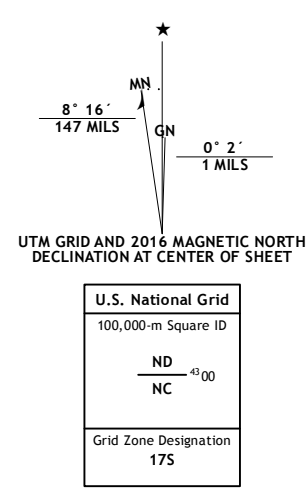 ★
MN
8° 16´
147 MILS
GN
0° 2´
1 MILS
UTM GRID AND 2016 MAGNETIC NORTH
DECLINATION AT CENTER OF SHEET
U.S. National Grid
100,000-m Square ID
ND
4300
NC
Grid Zone Designation
17S